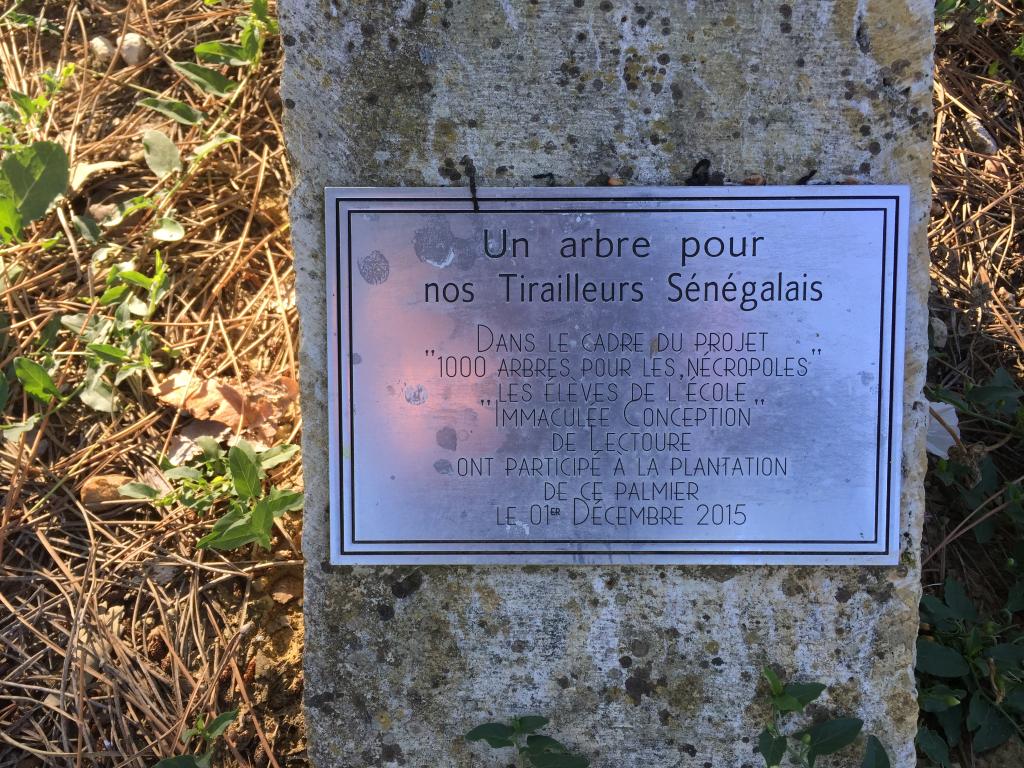 Un arbre pour
nos Tirailleurs Sénégalais
DANS LE CADRE DU PROJET
"1000 ARBRES POUR LES NÉCROPOLES"
LES ÉLÈVES DE L'ÉCOLE
"IMMACULÉE CONCEPTION"
DE LECTOURE
ONT PARTICIPÉ À LA PLANTATION
DE CE PALMIER
LE 01ER DÉCEMBRE 2015